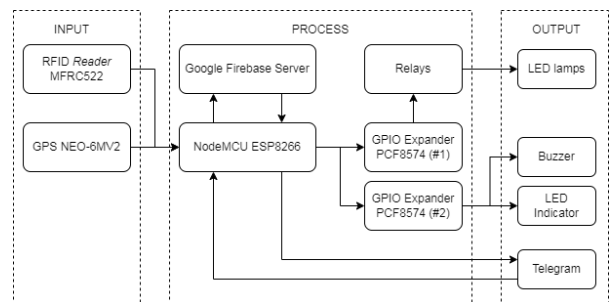 INPUT
PROCESS
OUTPUT
RFID Reader
MFRC522
Google Firebase Server
Relays
LED lamps
GPS NEO-6MV2
NodeMCU ESP8266
GPIO Expander
PCF8574 (#1)
Buzzer
GPIO Expander
PCF8574 (#2)
LED
Indicator
Telegram